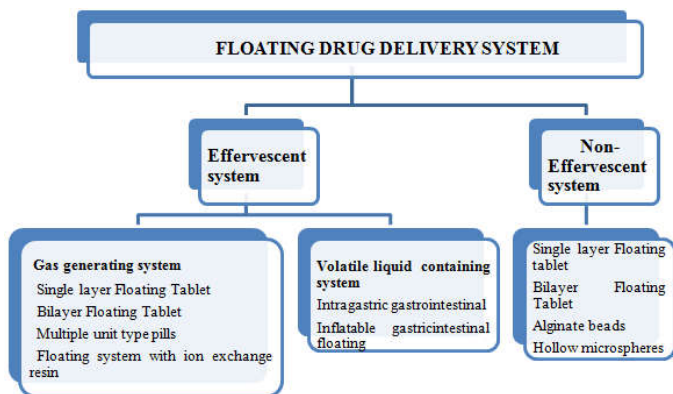 FLOATING DRUG DELIVERY SYSTEM
Effervescent
system
Non-
Effervescent
system
Gas generating system
Single layer Floating Tablet
Bilayer Floating Tablet
Multiple unit type pills
Floating system with ion exchange
resin
Volatile liquid containing
system
Intragastric gastrointestinal
Inflatable gastricintestinal
floating
Single layer Floating
tablet
Bilayer Floating
Tablet
Alginate beads
Hollow microspheres